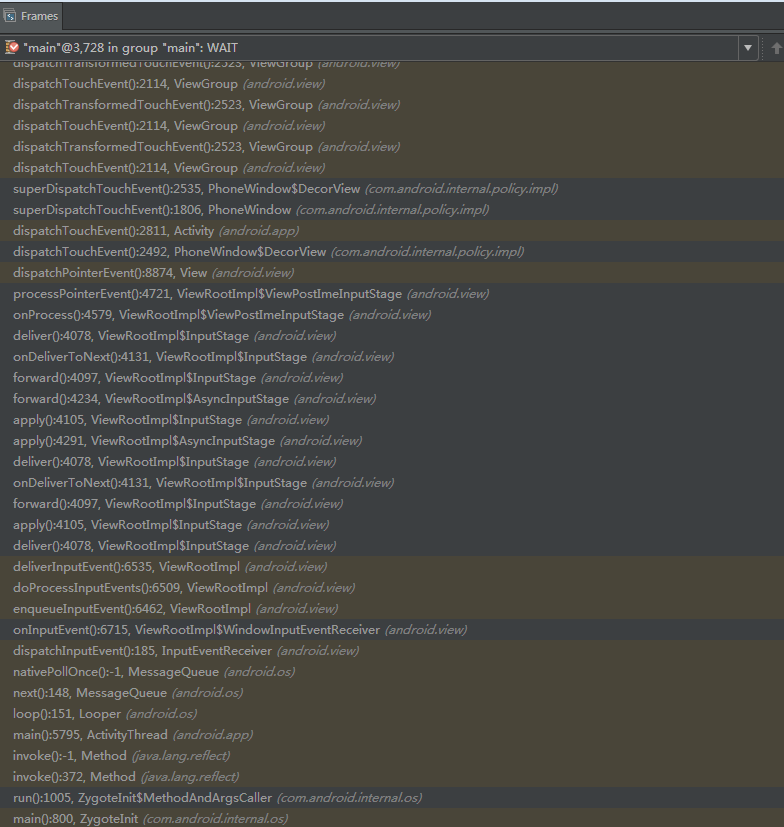 Frames
"main"@3,728 in group "main": WAIT
dispatchTransformedTouchEvent():2523, ViewGroup (android.view)
dispatchTouchEvent():2114, ViewGroup (android.view)
dispatchTransformedTouchEvent():2523, ViewGroup (android.view)
dispatchTouchEvent():2114, ViewGroup (android.view)
dispatchTransformedTouchEvent():2523, ViewGroup (android.view)
dispatchTouchEvent():2114, ViewGroup (android.view)
superDispatchTouchEvent():2535, PhoneWindow$DecorView (com.android.internal.policy.impl)
superDispatchTouchEvent():1806, PhoneWindow (com.android.internal.policy.impl)
dispatchTouchEvent():2811, Activity (android.app)
dispatchTouchEvent():2492, PhoneWindow$DecorView (com.android.internal.policy.impl)
dispatchPointerEvent():8874, View (android.view)
processPointerEvent():4721, ViewRootImpl$ViewPostImeInputStage (android.view)
onProcess():4579, ViewRootImpl$ViewPostImeInputStage (android.view)
deliver():4078, ViewRootImpl$InputStage (android.view)
onDeliverToNext():4131, ViewRootImpl$InputStage (android.view)
forward():4097, ViewRootImpl$InputStage (android.view)
forward():4234, ViewRootImpl$AsyncInputStage (android.view)
apply():4105, ViewRootImpl$InputStage (android.view)
apply():4291, ViewRootImpl$AsyncInputStage (android.view)
deliver():4078, ViewRootImpl$InputStage (android.view)
onDeliverToNext():4131, ViewRootImpl$InputStage (android.view)
forward():4097, ViewRootImpl$InputStage (android.view)
apply():4105, ViewRootImpl$InputStage (android.view)
deliver():4078, ViewRootImpl$InputStage (android.view)
deliverInputEvent():6535, ViewRootImpl (android.view)
doProcessInputEvents():6509, ViewRootImpl (android.view)
enqueueInputEvent():6462, ViewRootImpl (android.view)
onInputEvent():6715, ViewRootImpl$WindowInputEventReceiver (android.view)
dispatchInputEvent():185, InputEventReceiver (android.view)
nativePollOnce():-1, MessageQueue (android.os)
next():148, MessageQueue (android.os)
loop():151, Looper (android.os)
main():5795, ActivityThread (android.app)
invoke():-1, Method (java.lang.reflect)
invoke():372, Method (java.lang.reflect)
run():1005, ZygoteInit$MethodAndArgsCaller (com.android.internal.os)
main():800, ZygoteInit (com.android.internal.os)